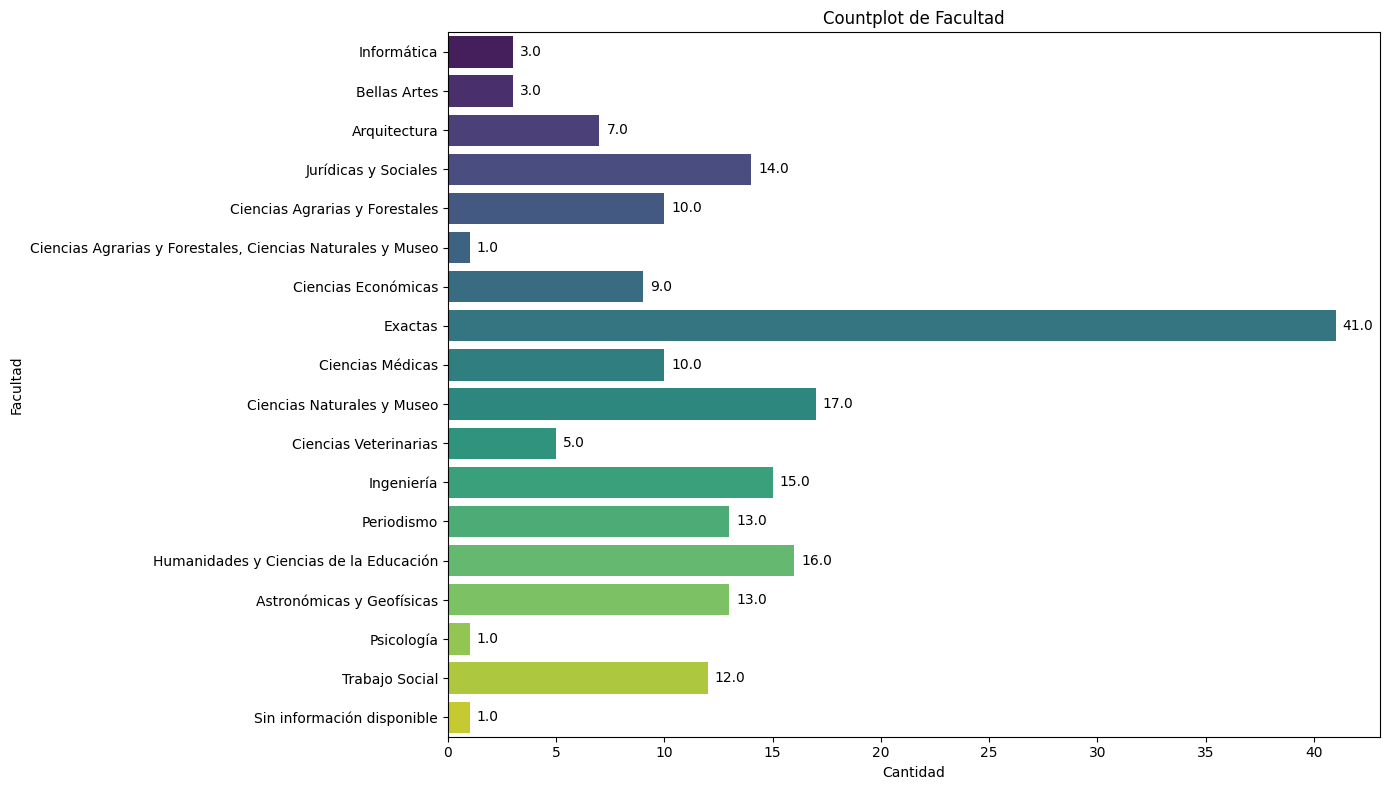 Countplot de Facultad
Informática 3.0
Bellas Artes 3.0
Arquitectura 7.0
Jurídicas y Sociales 14.0
Ciencias Agrarias y Forestales 10.0
Ciencias Agrarias y Forestales, Ciencias Naturales y Museo 1.0
Ciencias Económicas 9.0
Exactas 41.0
Ciencias Médicas 10.0
Ciencias Naturales y Museo 17.0
Ciencias Veterinarias 5.0
Ingeniería 15.0
Periodismo 13.0
Humanidades y Ciencias de la Educación 16.0
Astronómicas y Geofísicas 13.0
Psicología 1.0
Trabajo Social 12.0
Sin información disponible 1.0
Facultad
0 5 10 15 20 25 30 35 40
Cantidad